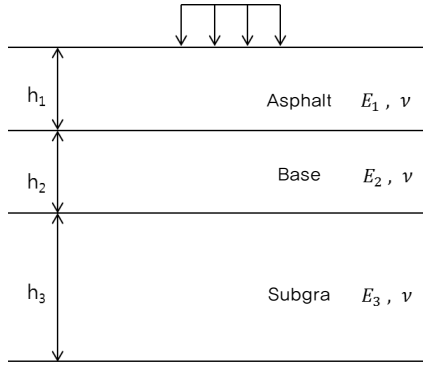 h₁ Asphalt E₁ , ν
h₂ Base E₂ , ν
h₃ Subgra E₃ , ν